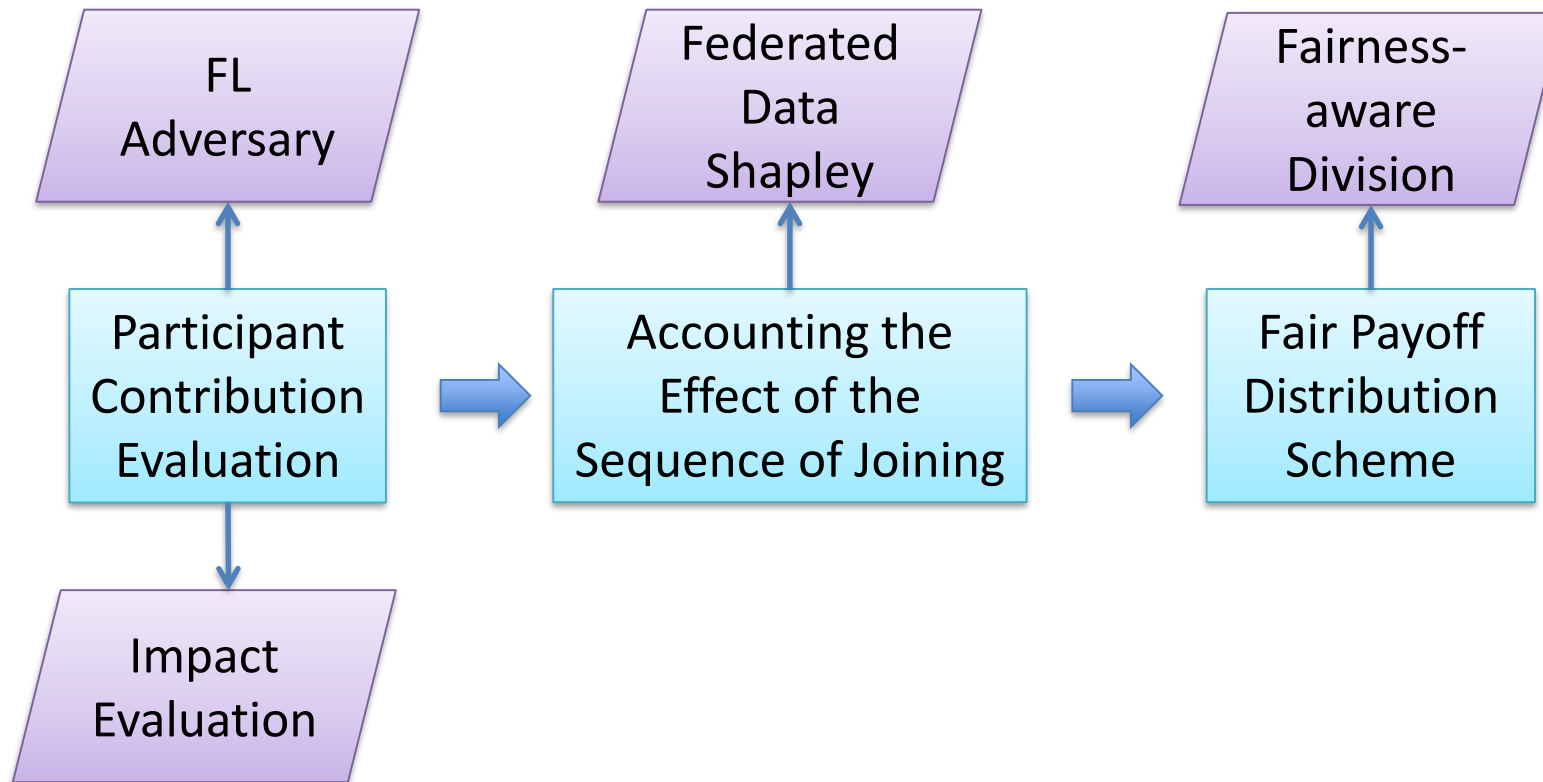 FL
Adversary
Federated
Data
Shapley
Fairness-
aware
Division
Participant
Contribution
Evaluation
Accounting the
Effect of the
Sequence of Joining
Fair Payoff
Distribution
Scheme
Impact
Evaluation